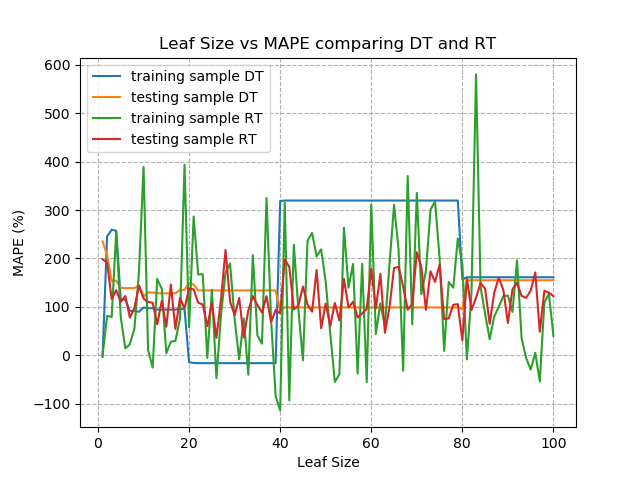 Leaf Size vs MAPE comparing DT and RT
training sample DT
testing sample DT
training sample RT
testing sample RT
MAPE (%)
600
500
400
300
200
100
0
−100
0 20 40 60 80 100
Leaf Size